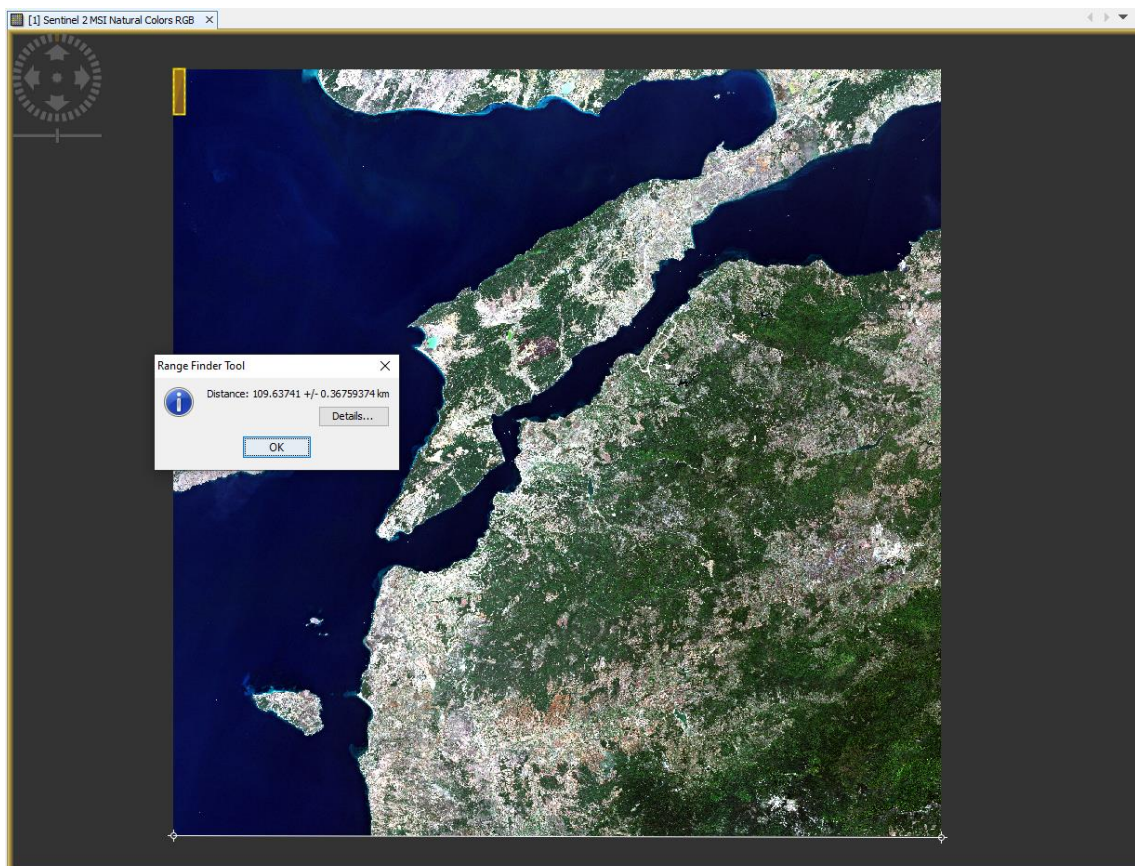 [1] Sentinel 2 MSI Natural Colors RGB
Range Finder Tool
Distance: 109.63741 +/- 0.36759374 km
Details...
OK